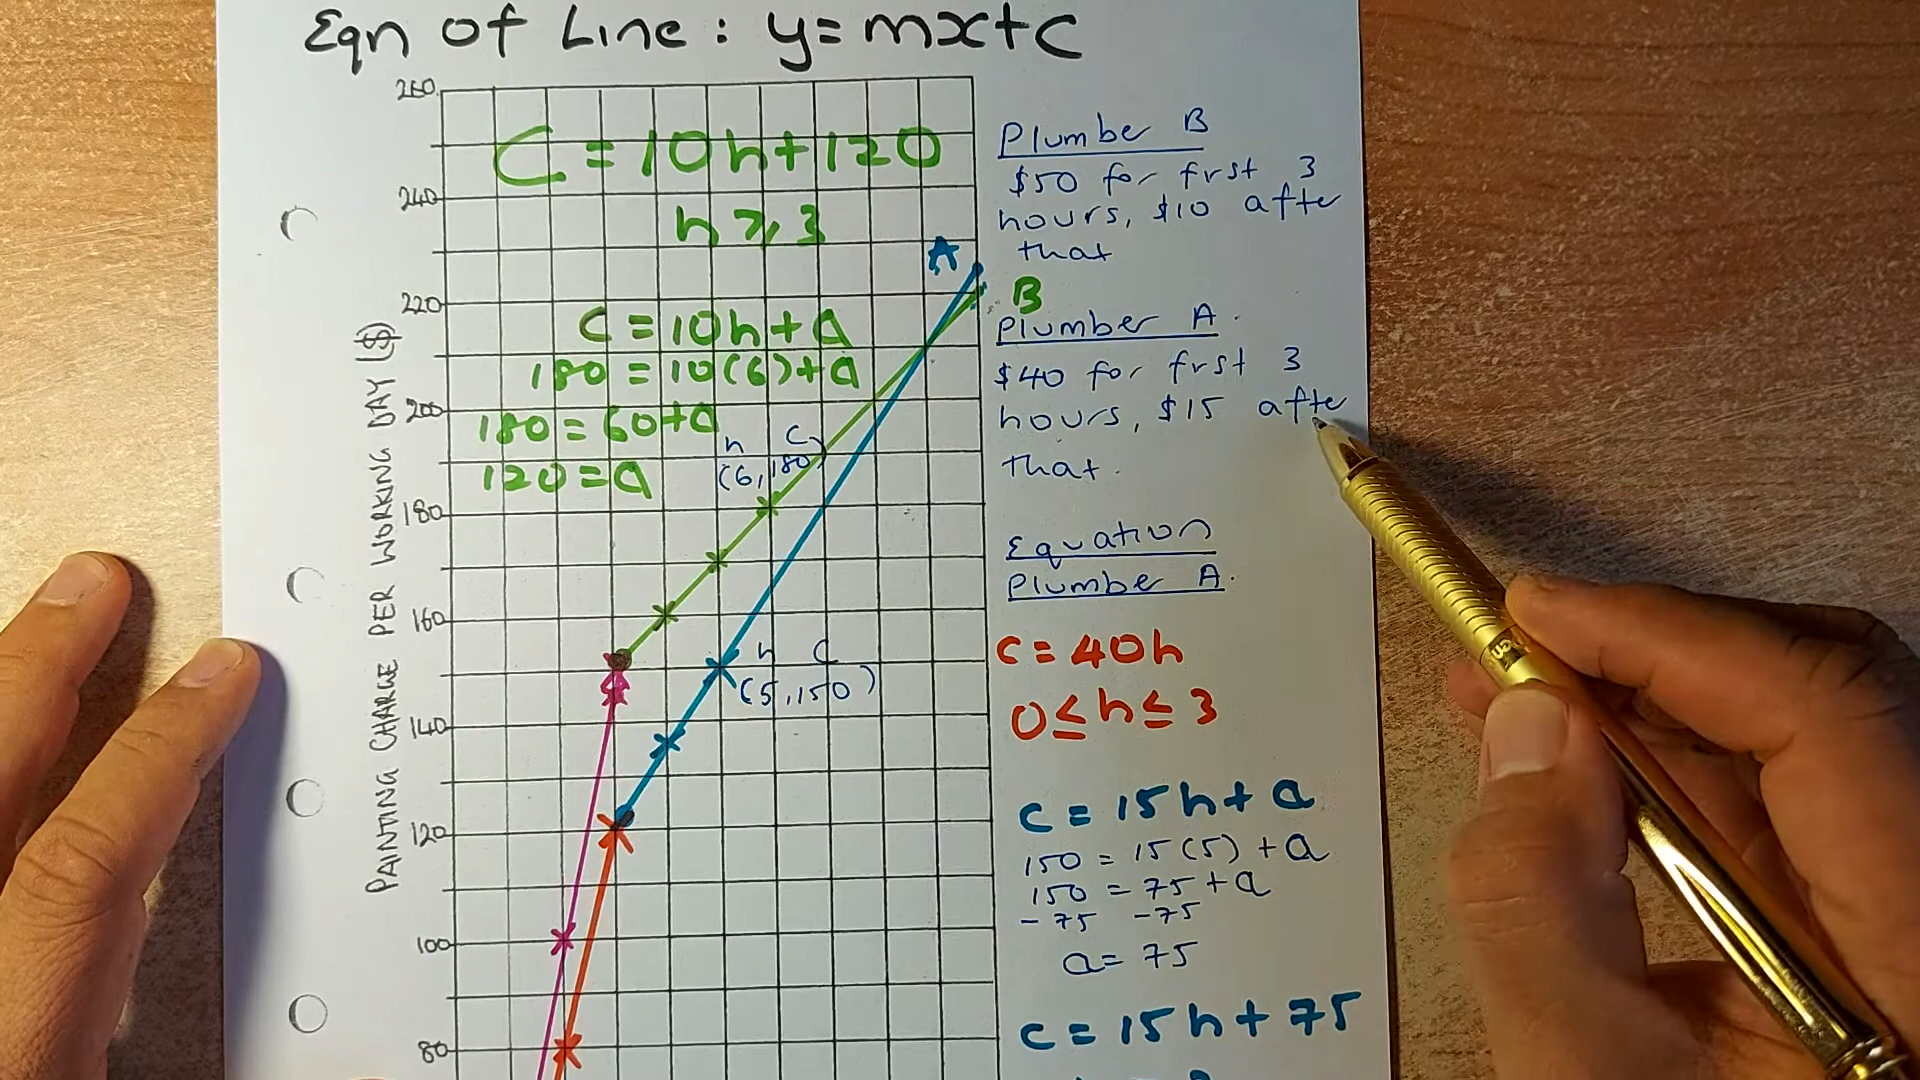 Eqn of Line: y=mx+c
260
240
220
200
180
160
140
120
100
80
PAINTING CHARGE PER WORKING DAY ($)
C = 10h+120
h ⩾ 3
C = 10h+a
180 = 10(6)+a
180 = 60+a
120 = a
h C
(6,180)
A
B
h C
(5,150)
Plumber B
$50 for frst 3
hours, $10 after
that
Plumber A.
$40 for frst 3
hours, $15 after
that.
Equation
Plumber A.
C = 40h
0 ≤ h ≤ 3
C = 15h + a
150 = 15(5) + a
150 = 75 + a
- 75 -75
a = 75
C = 15h + 75